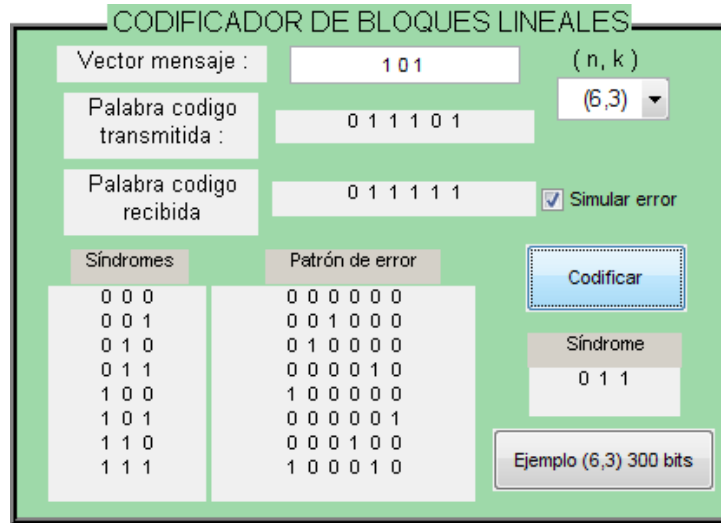 CODIFICADOR DE BLOQUES LINEALES
Vector mensaje :
1 0 1
( n, k )
(6,3)
Palabra codigo
transmitida :
0 1 1 1 0 1
Palabra codigo
recibida
0 1 1 1 1 1
Simular error
Síndromes
0 0 0
0 0 1
0 1 0
0 1 1
1 0 0
1 0 1
1 1 0
1 1 1
Patrón de error
0 0 0 0 0 0
0 0 1 0 0 0
0 1 0 0 0 0
0 0 0 0 1 0
1 0 0 0 0 0
0 0 0 0 0 1
0 0 0 1 0 0
1 0 0 0 1 0
Codificar
Síndrome
0 1 1
Ejemplo (6,3) 300 bits